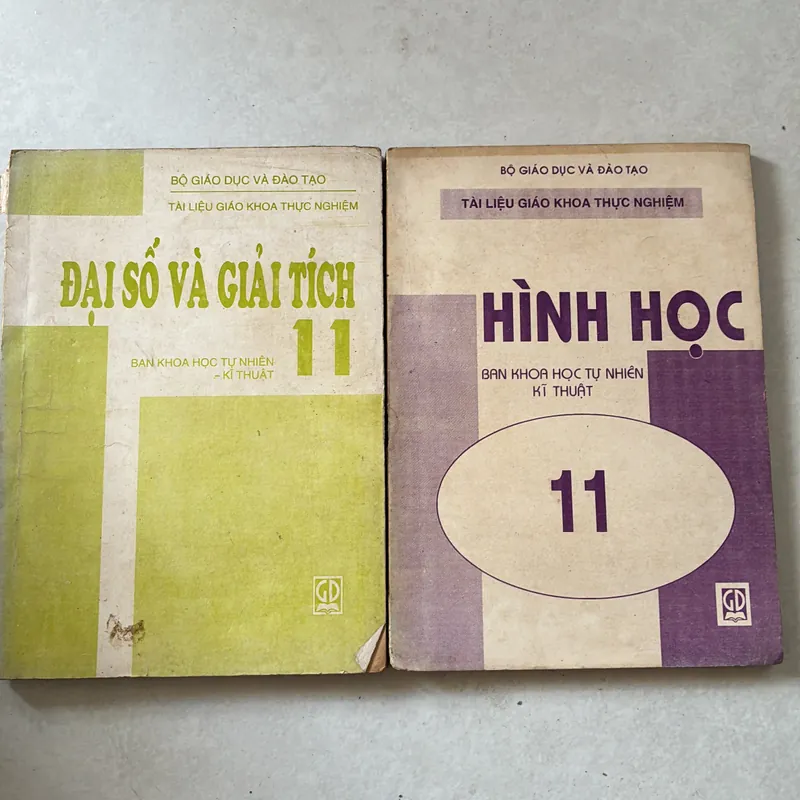 BỘ GIÁO DỤC VÀ ĐÀO TẠO
TÀI LIỆU GIÁO KHOA THỰC NGHIỆM
ĐẠI SỐ VÀ GIẢI TÍCH
11
BAN KHOA HỌC TỰ NHIÊN
- KĨ THUẬT
GD
BỘ GIÁO DỤC VÀ ĐÀO TẠO
TÀI LIỆU GIÁO KHOA THỰC NGHIỆM
HÌNH HỌC
BAN KHOA HỌC TỰ NHIÊN
KĨ THUẬT
11
GD